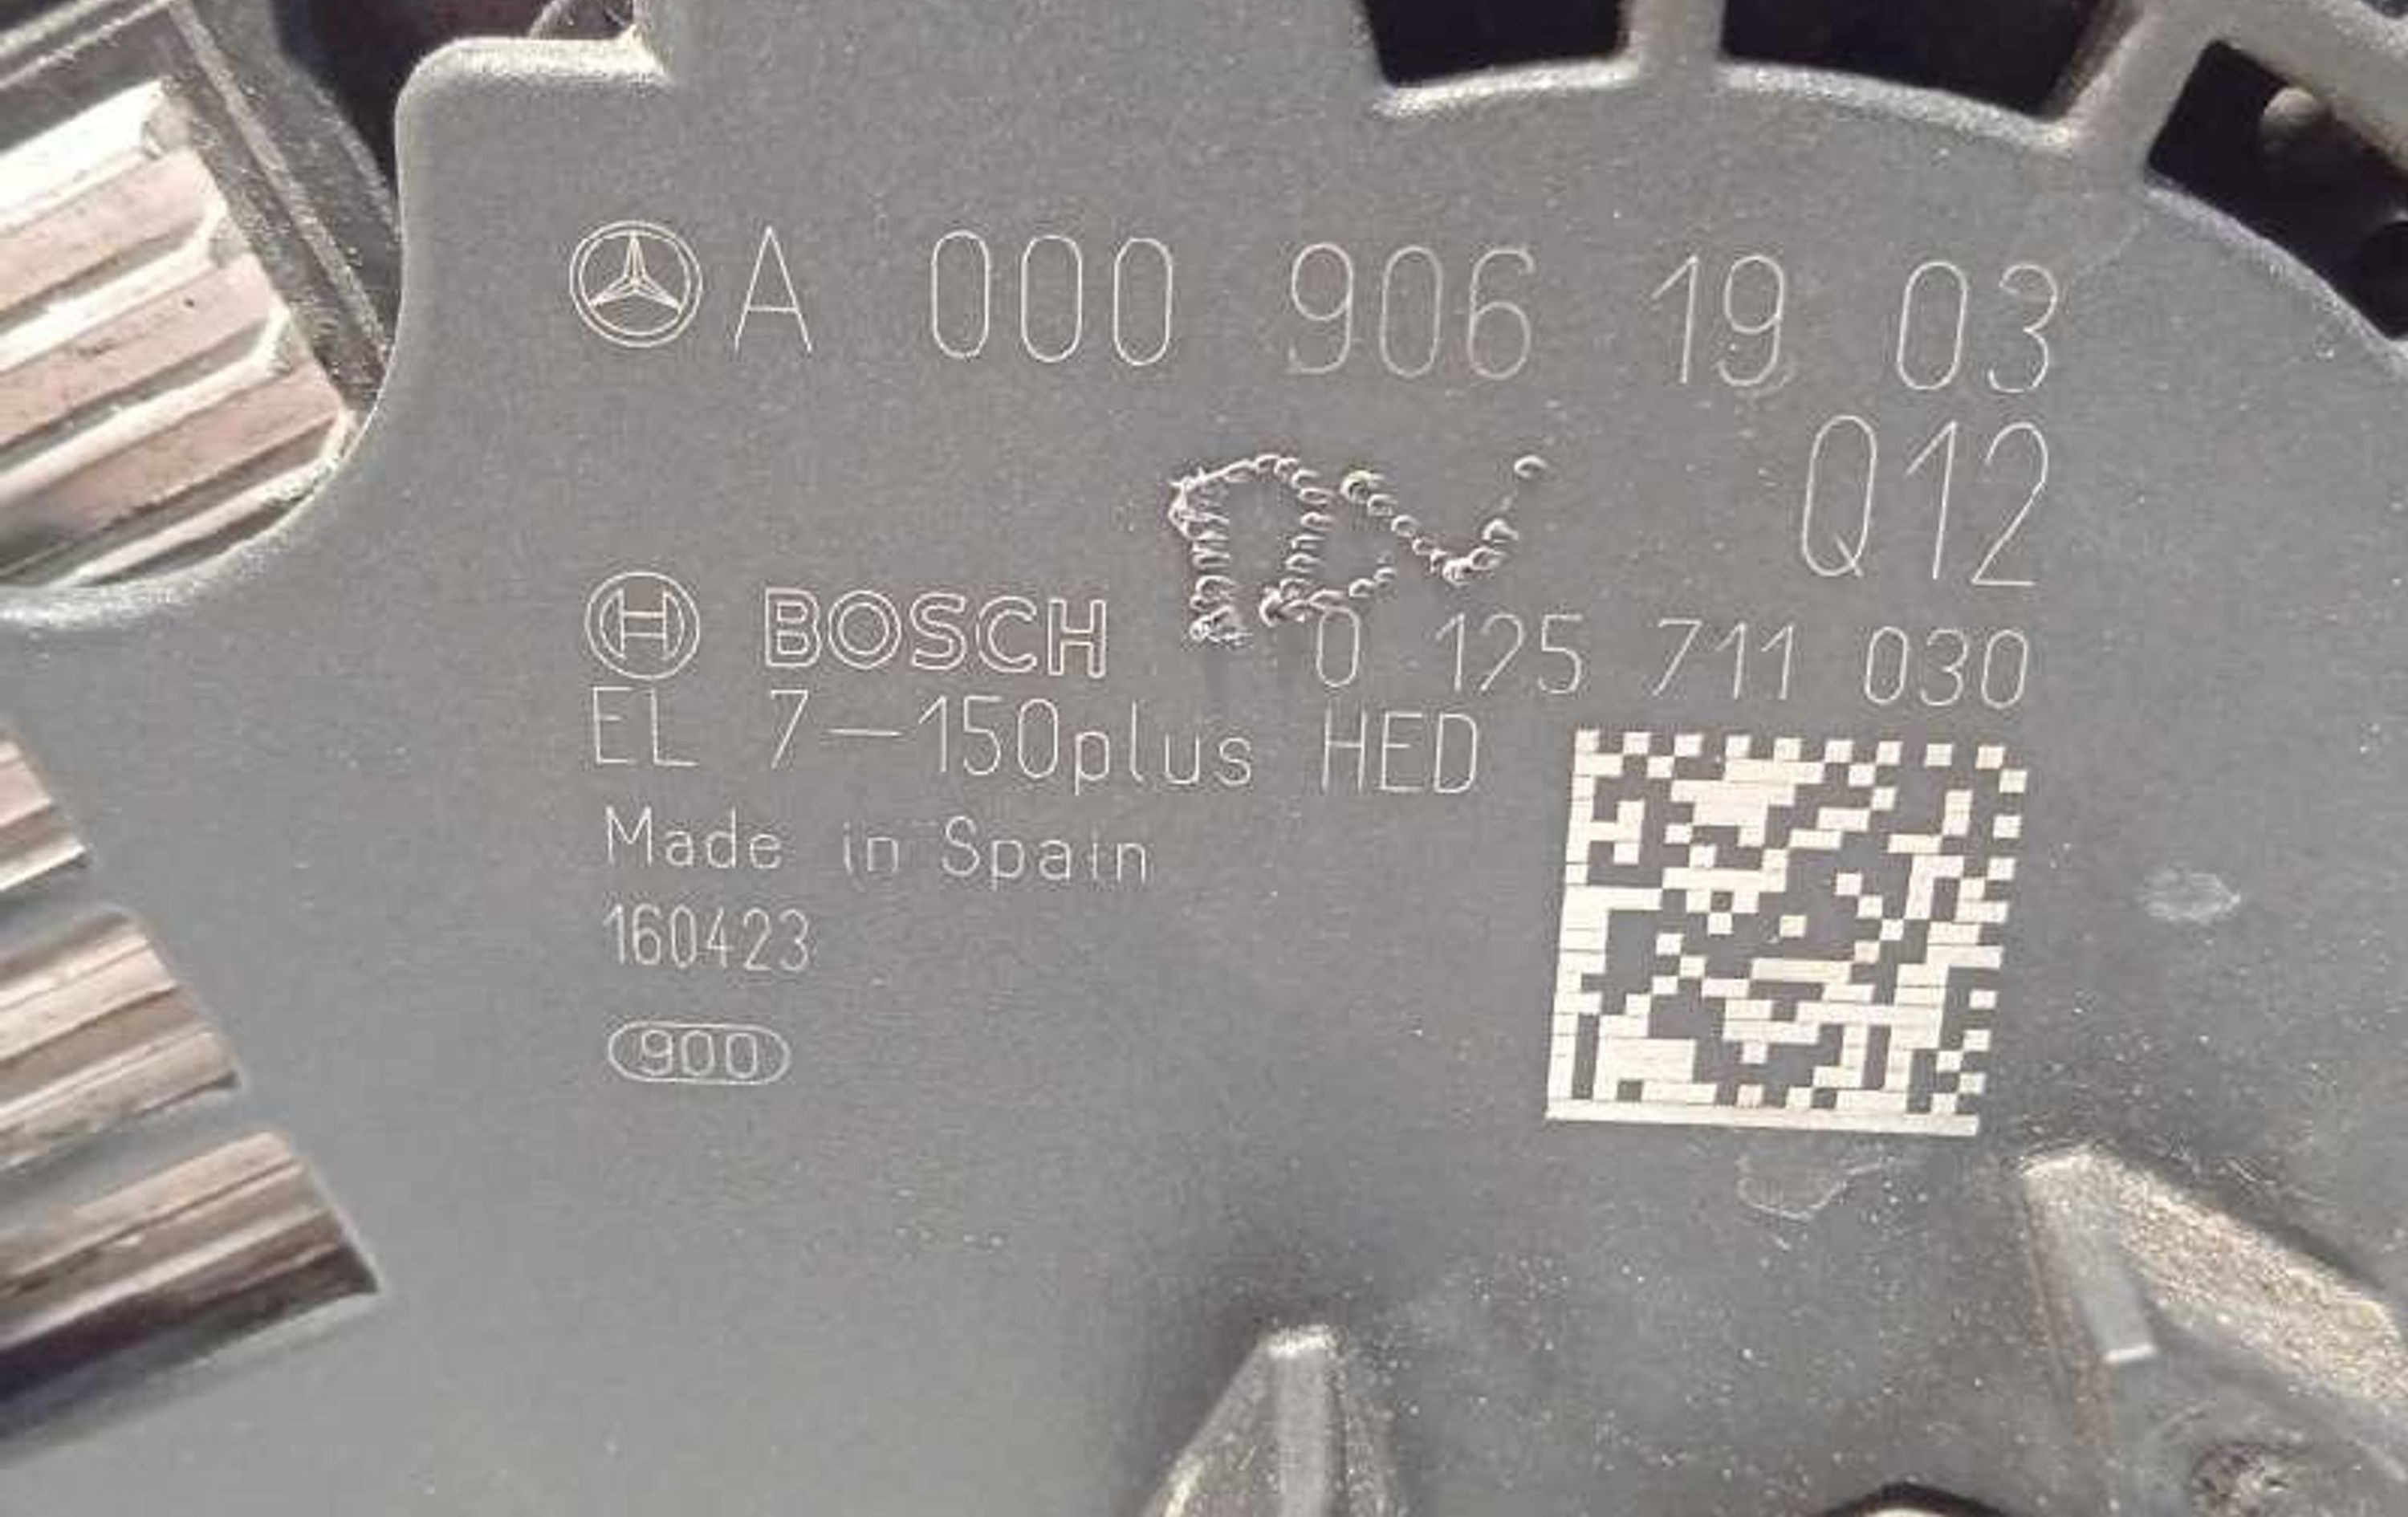 A 000 906 19 03
Q12
BOSCH 0 125 711 030
EL 7–150plus HED
Made in Spain
160423
900